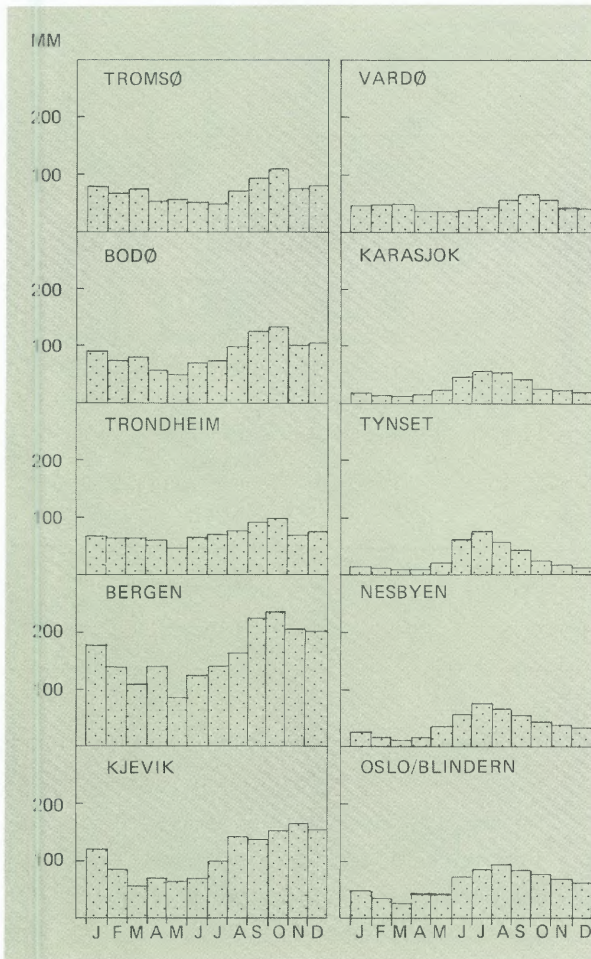 MM
TROMSØ
VARDØ
200
100
BODØ
KARASJOK
200
100
TRONDHEIM
TYNSET
200
100
BERGEN
NESBYEN
200
100
KJEVIK
OSLO/BLINDERN
200
100
J F M A M J J A S O N D
J F M A M J J A S O N D